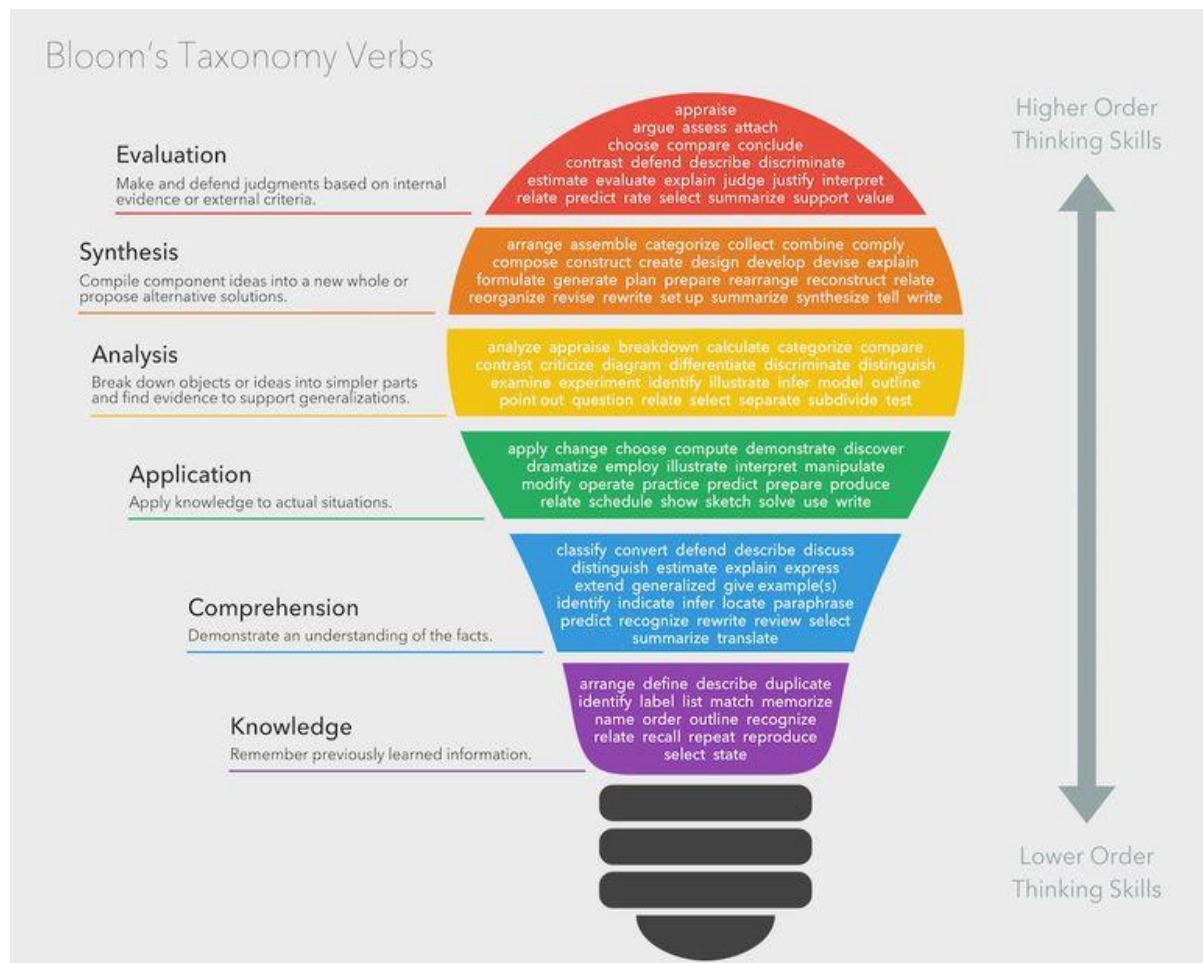 Bloom's Taxonomy Verbs
Higher Order
Thinking Skills
Evaluation
Make and defend judgments based on internal
evidence or external criteria.
appraise
argue assess attach
choose compare conclude
contrast defend describe discriminate
estimate evaluate explain judge justify interpret
relate predict rate select summarize support value
Synthesis
Compile component ideas into a new whole or
propose alternative solutions.
arrange assemble categorize collect combine comply
compose construct create design develop devise explain
formulate generate plan prepare rearrange reconstruct relate
reorganize revise rewrite set up summarize synthesize tell write
Analysis
Break down objects or ideas into simpler parts
and find evidence to support generalizations.
analyze appraise breakdown calculate categorize compare
contrast criticize diagram differentiate discriminate distinguish
examine experiment identify illustrate infer model outline
point out question relate select separate subdivide test
Application
Apply knowledge to actual situations.
apply change choose compute demonstrate discover
dramatize employ illustrate interpret manipulate
modify operate practice predict prepare produce
relate schedule show sketch solve use write
Comprehension
Demonstrate an understanding of the facts.
classify convert defend describe discuss
distinguish estimate explain express
extend generalized give example(s)
identify indicate infer locate paraphrase
predict recognize rewrite review select
summarize translate
Knowledge
Remember previously learned information.
arrange define describe duplicate
identify label list match memorize
name order outline recognize
relate recall repeat reproduce
select state
Lower Order
Thinking Skills